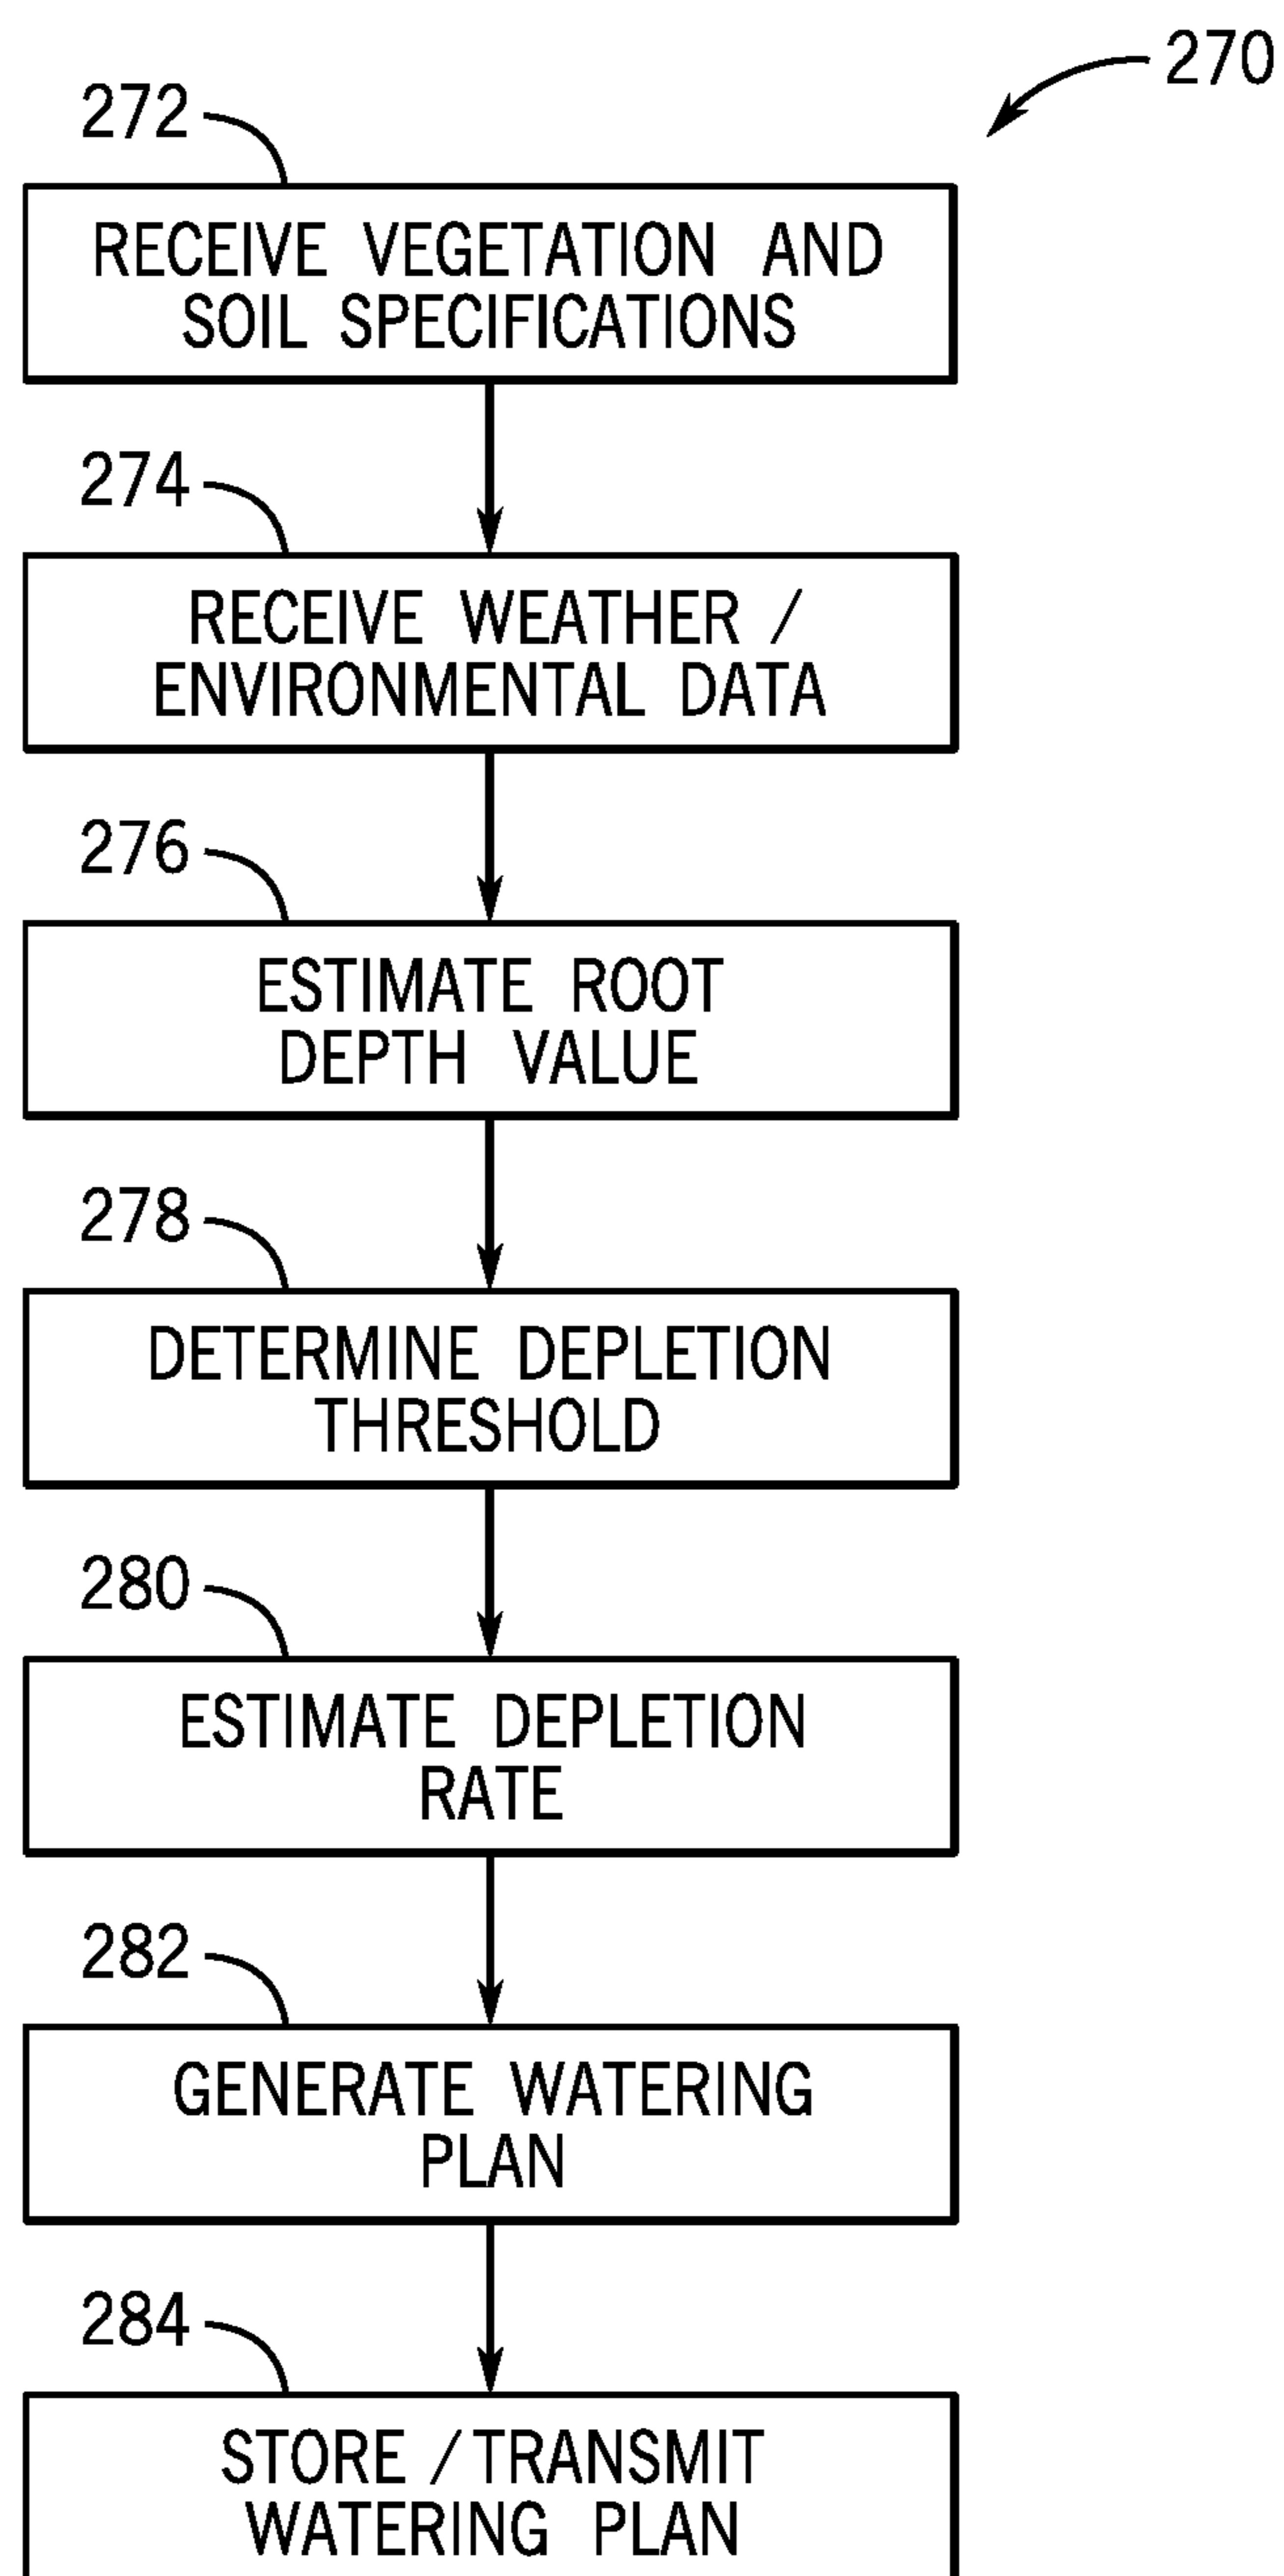 270
272
RECEIVE VEGETATION AND
SOIL SPECIFICATIONS
274
RECEIVE WEATHER /
ENVIRONMENTAL DATA
276
ESTIMATE ROOT
DEPTH VALUE
278
DETERMINE DEPLETION
THRESHOLD
280
ESTIMATE DEPLETION
RATE
282
GENERATE WATERING
PLAN
284
STORE / TRANSMIT
WATERING PLAN